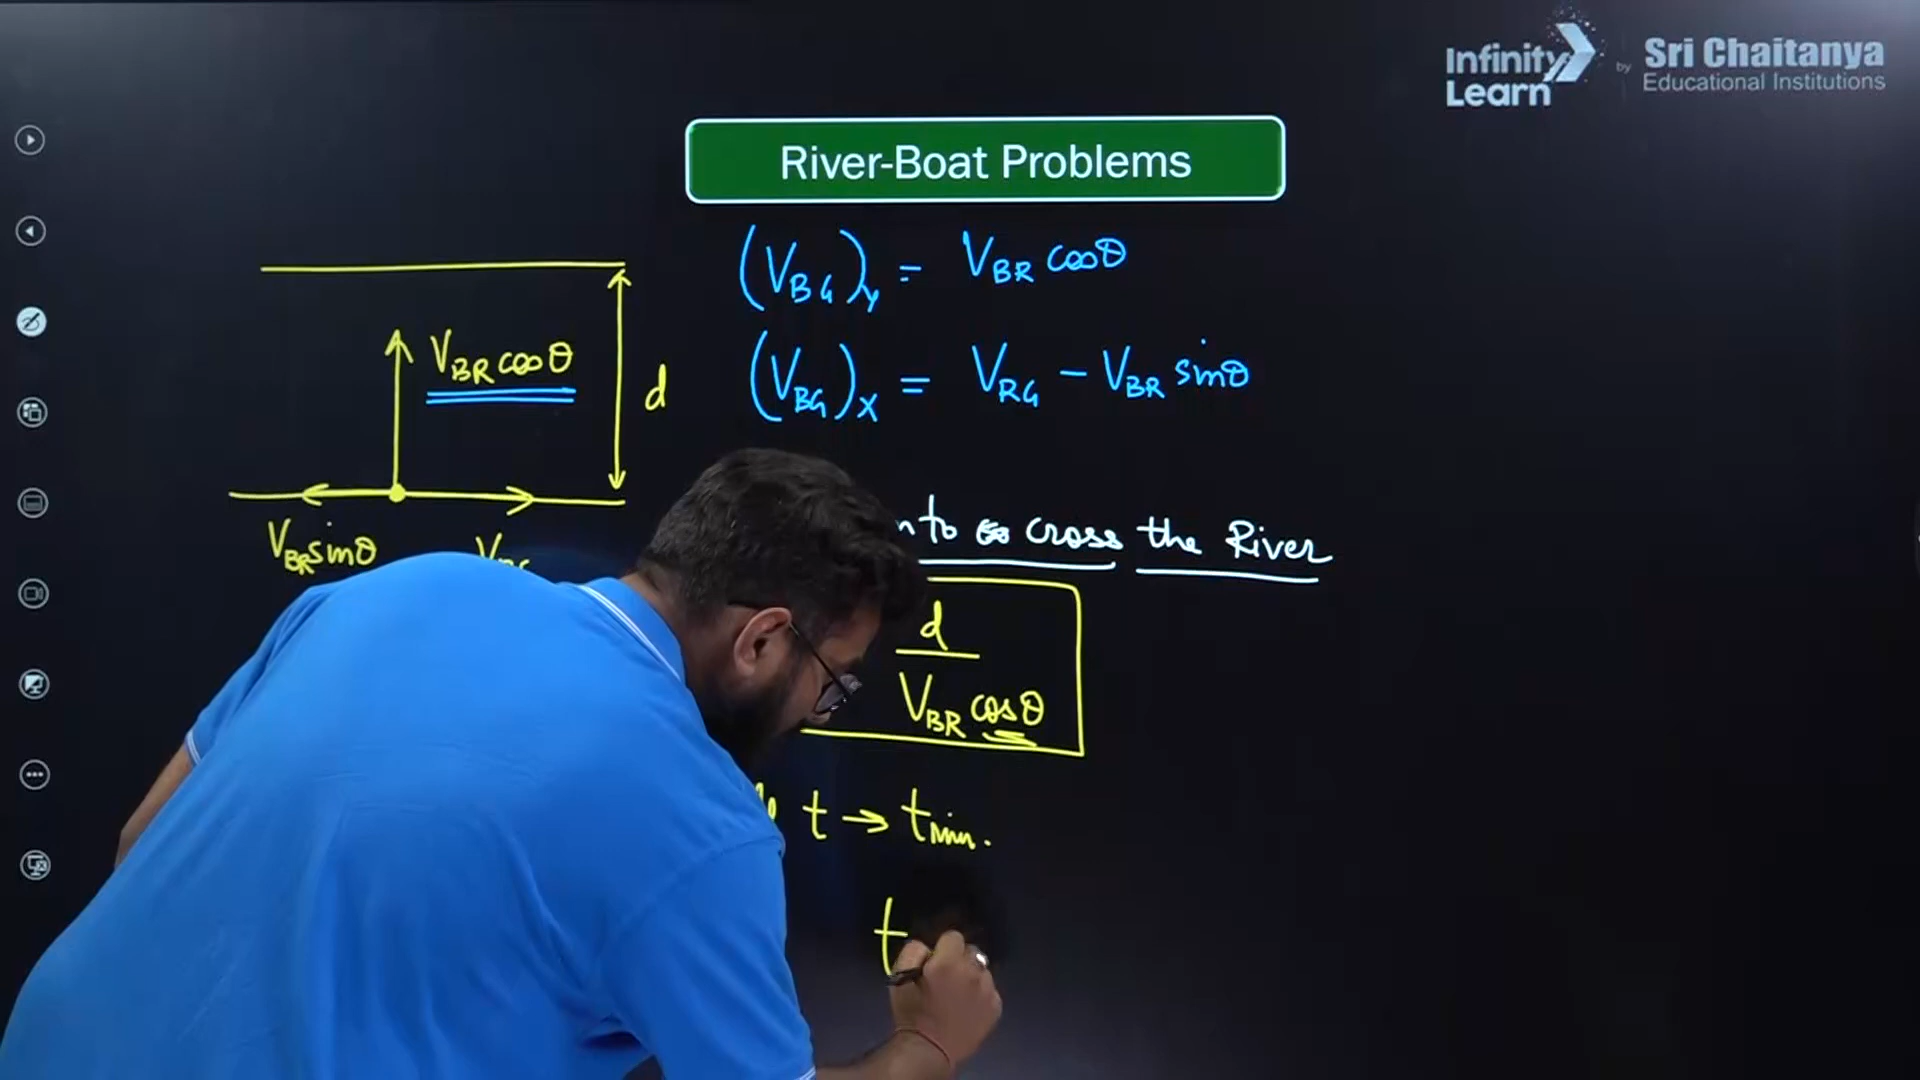 Infinity Learn by Sri Chaitanya Educational Institutions
River-Boat Problems
(V_BG)_y = V_BR cosθ
V_BR cosθ
d
(V_BG)_x = V_RG - V_BR sinθ
to cross the River
V_BR sinθ
d
V_BR cosθ
t → tmin.
t